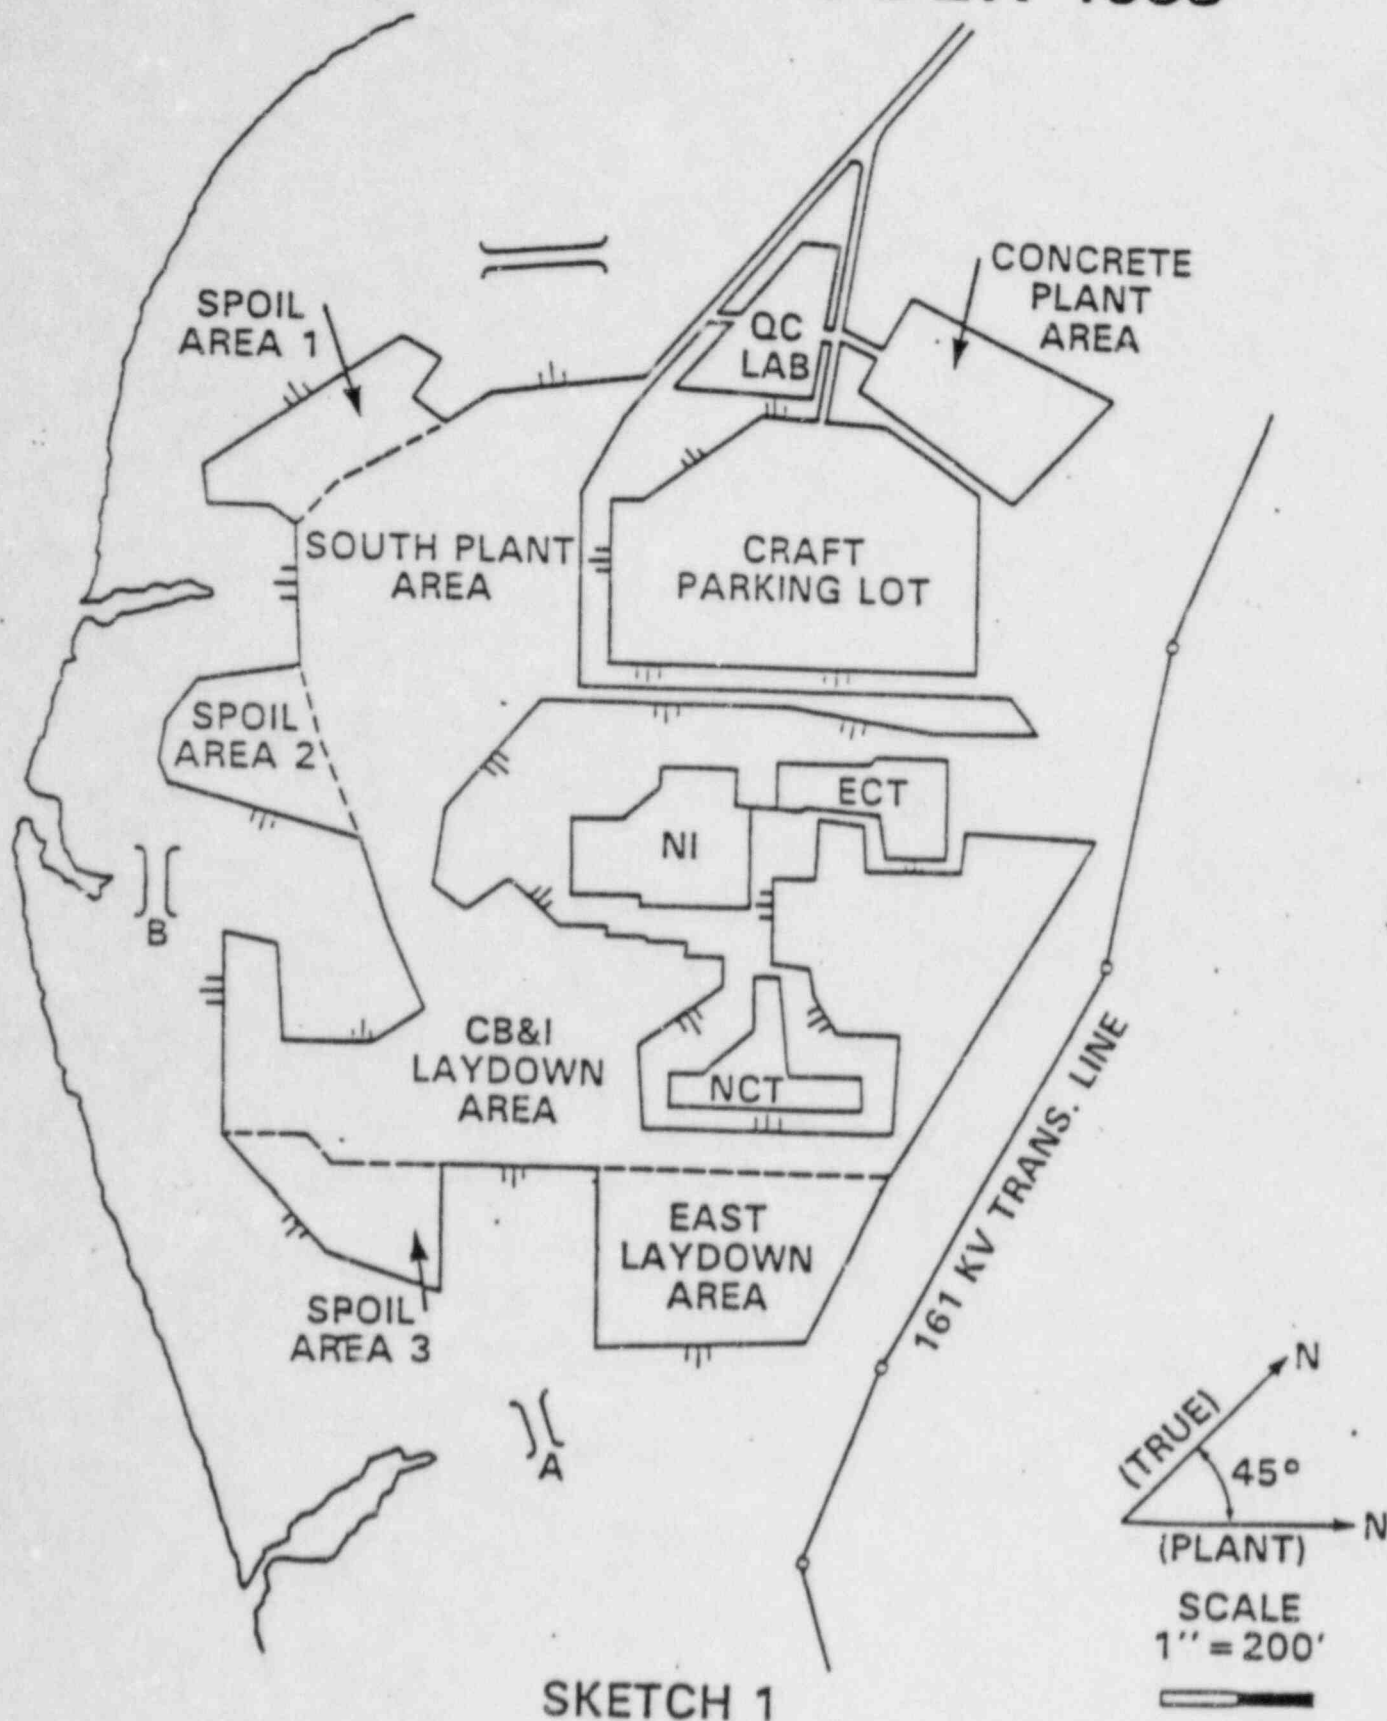 SPOIL
AREA 1
CONCRETE
PLANT
AREA
QC
LAB
SOUTH PLANT
AREA
CRAFT
PARKING LOT
SPOIL
AREA 2
ECT
NI
B
CB&I
LAYDOWN
AREA
NCT
161 KV TRANS. LINE
EAST
LAYDOWN
AREA
SPOIL
AREA 3
A
N
(TRUE)
45°
N
(PLANT)
SCALE
1" = 200'
SKETCH 1